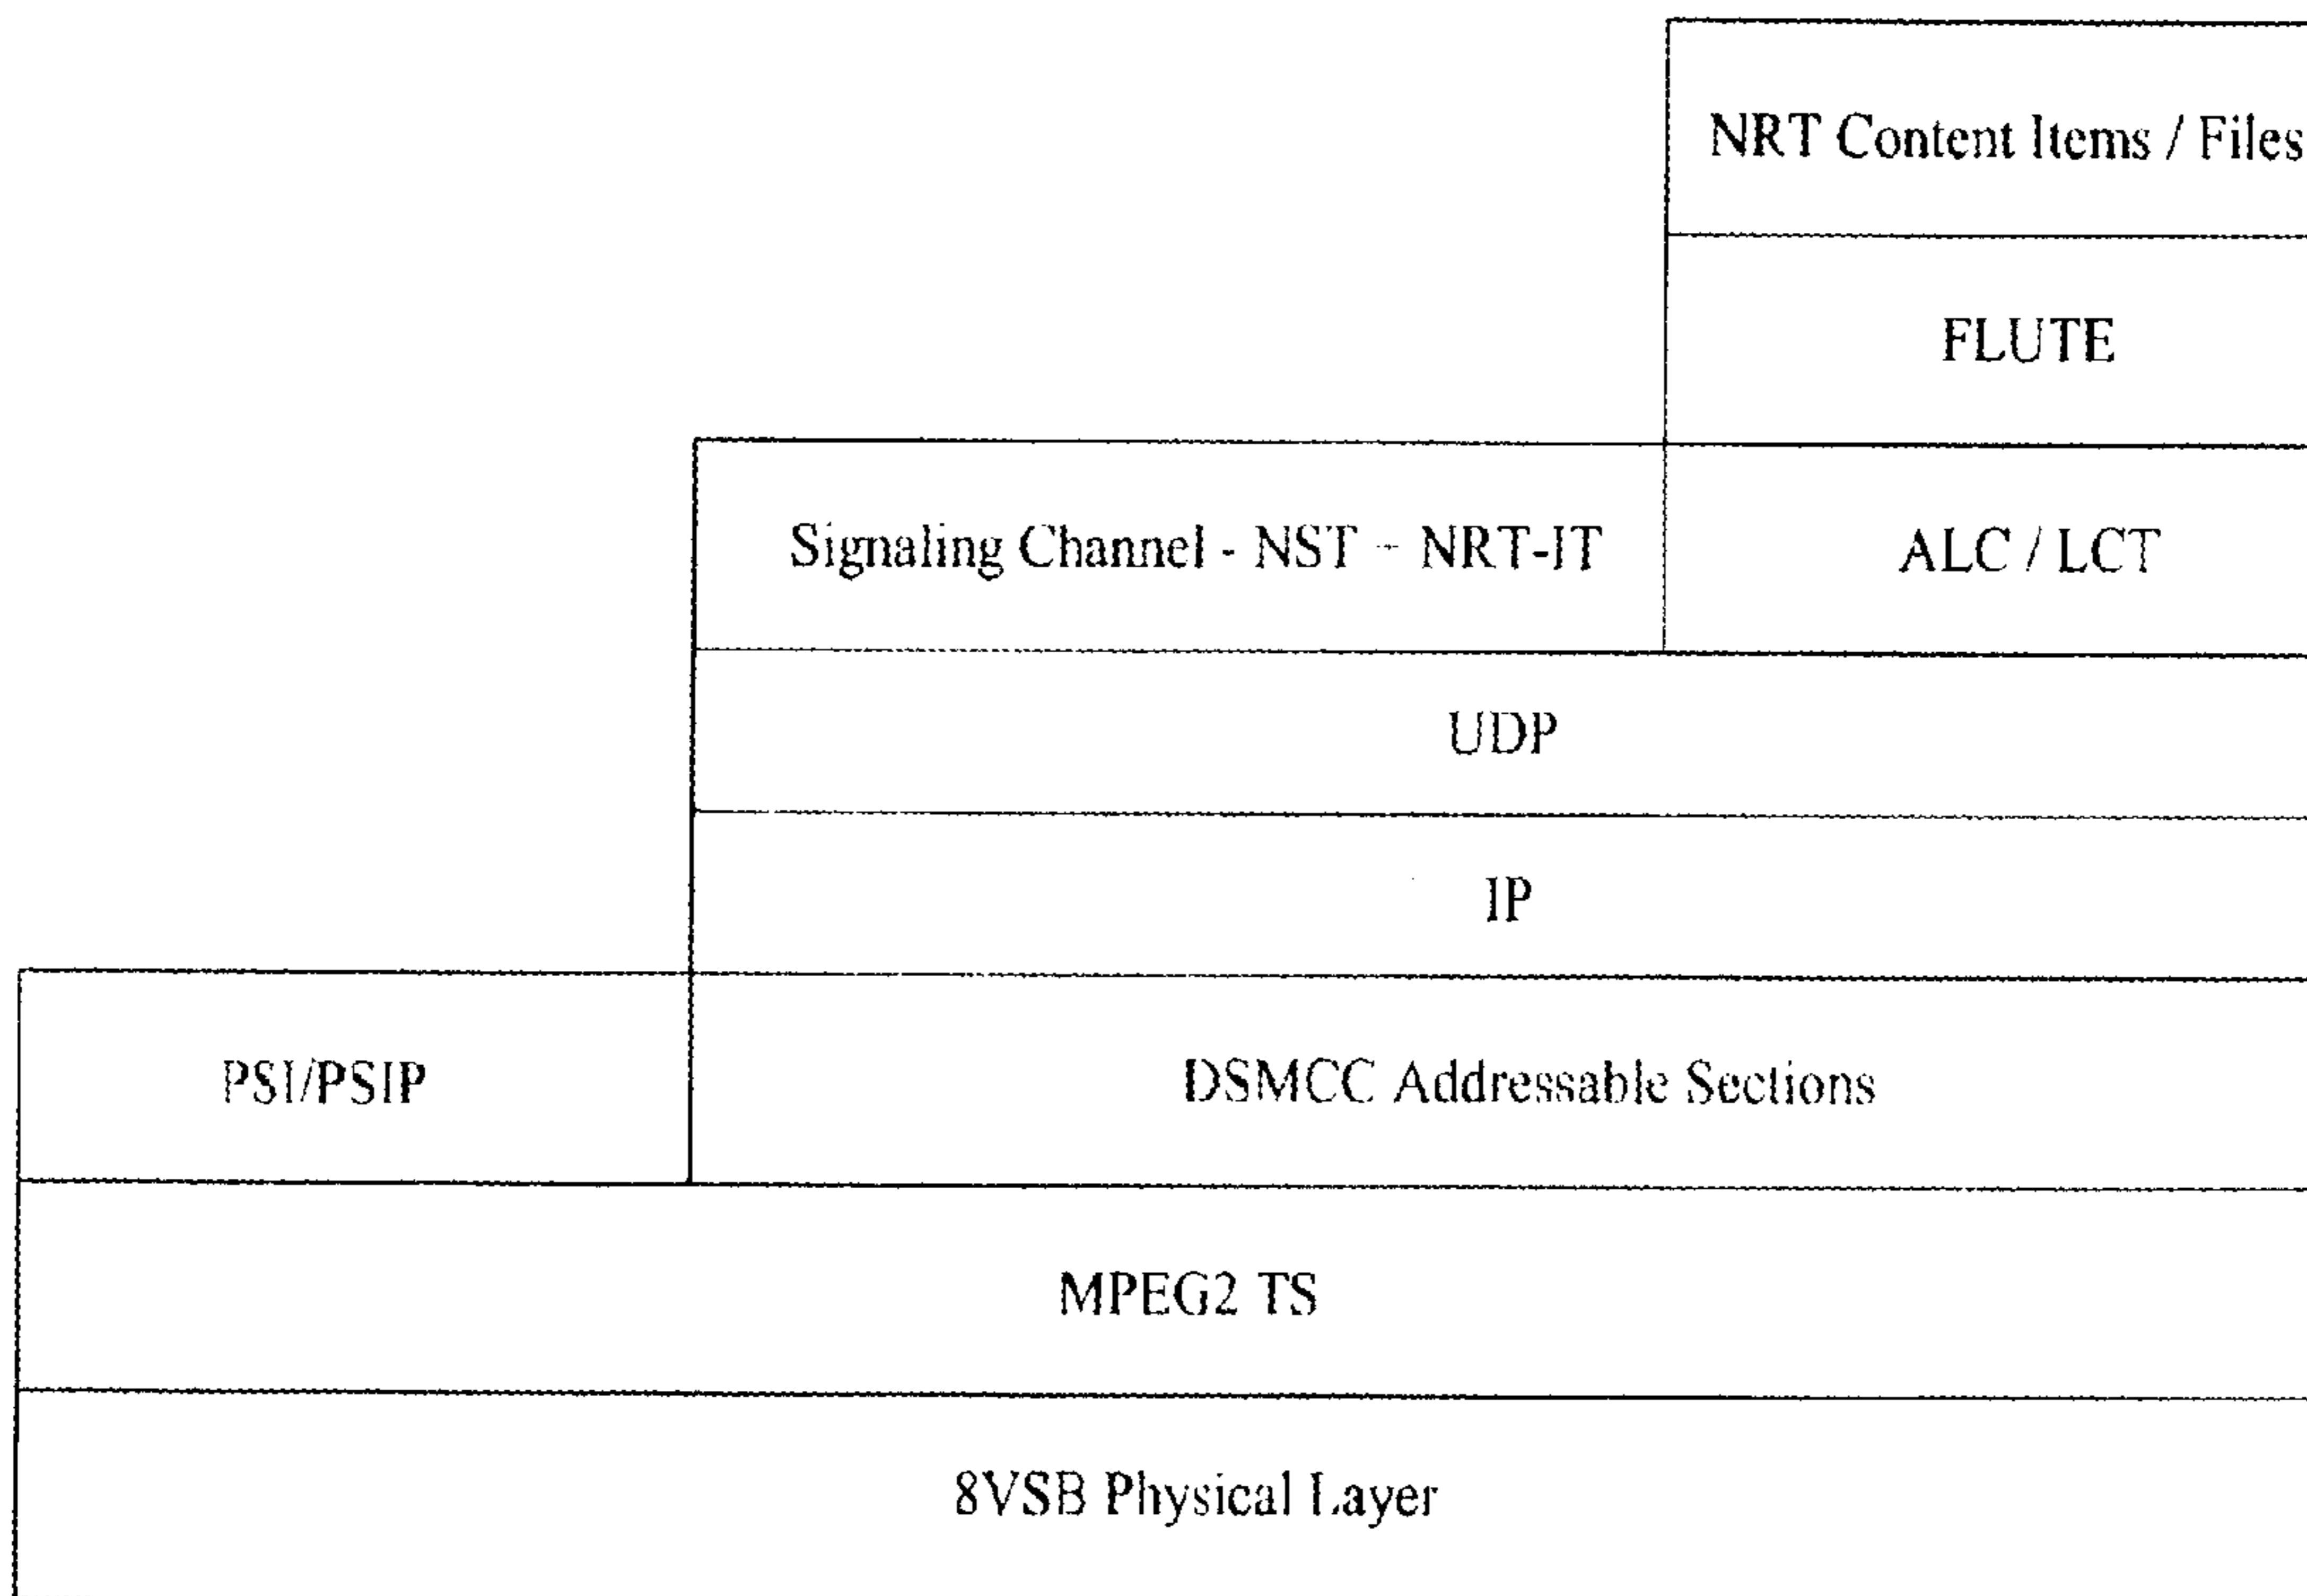 NRT Content Items / Files
FLUTE
Signaling Channel - NST - NRT-IT
ALC / LCT
UDP
IP
PSI/PSIP
DSMCC Addressable Sections
MPEG2 TS
8VSB Physical Layer